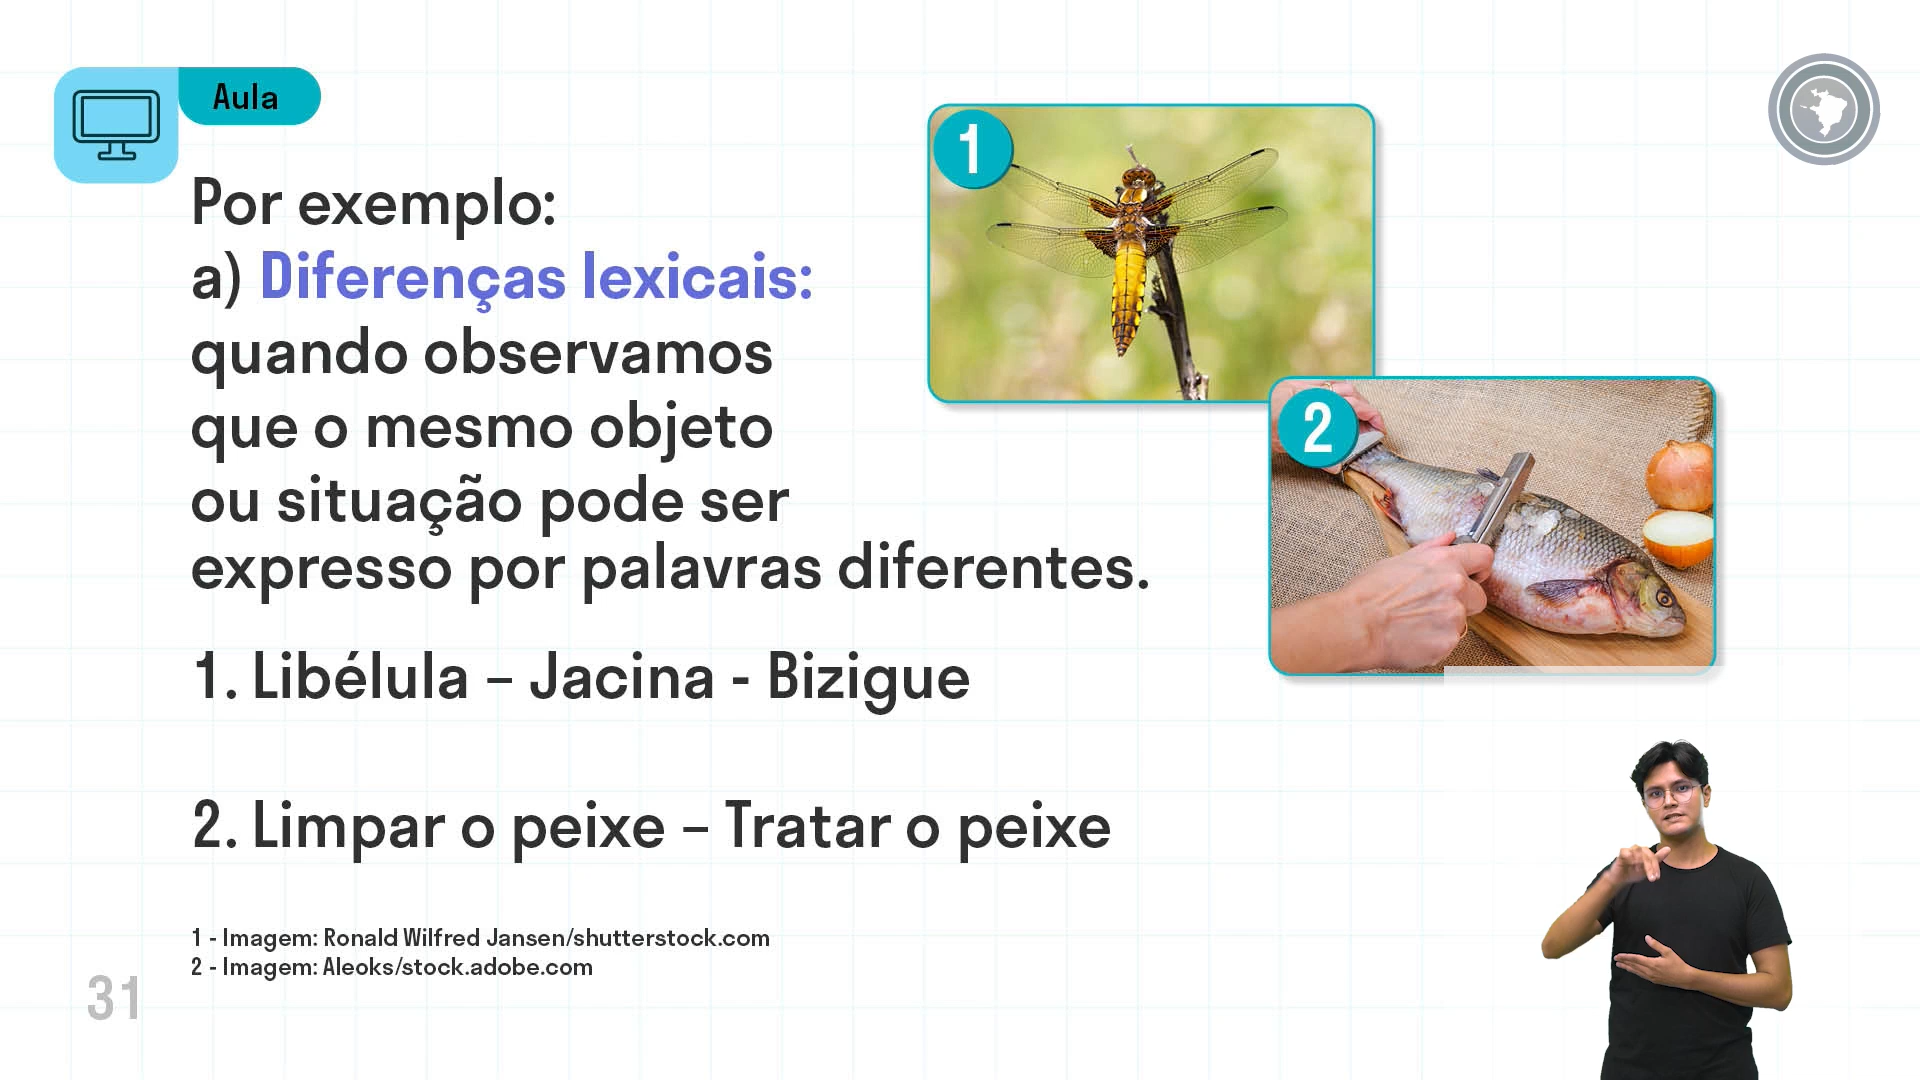 Aula
Por exemplo:
a) Diferenças lexicais:
quando observamos
que o mesmo objeto
ou situação pode ser
expresso por palavras diferentes.
1. Libélula – Jacina - Bizigue
2. Limpar o peixe – Tratar o peixe
1
2
1 - Imagem: Ronald Wilfred Jansen/shutterstock.com
2 - Imagem: Aleoks/stock.adobe.com
31